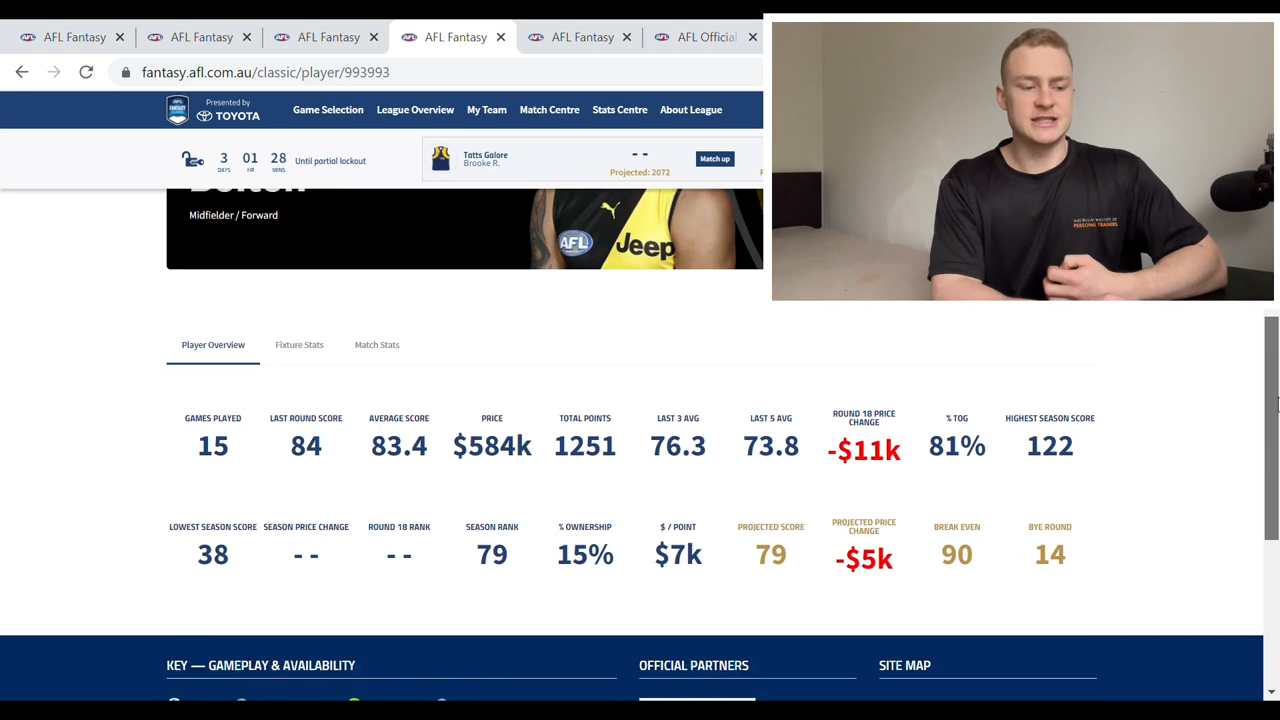 AFL Fantasy
AFL Fantasy
AFL Fantasy
AFL Fantasy
AFL Fantasy
AFL Official
fantasy.afl.com.au/classic/player/993993
Presented by
TOYOTA
Game Selection
League Overview
My Team
Match Centre
Stats Centre
About League
3
01
28
DAYS
HR
MINS
Until partial lockout
Tatts Galore
Brooke R.
- -
Projected: 2072
Match up
Midfielder / Forward
AFL
Jeep
PERSONAL TRAINERS
Player Overview
Fixture Stats
Match Stats
GAMES PLAYED
15
LAST ROUND SCORE
84
AVERAGE SCORE
83.4
PRICE
$584k
TOTAL POINTS
1251
LAST 3 AVG
76.3
LAST 5 AVG
73.8
ROUND 18 PRICE
CHANGE
-$11k
% TOG
81%
HIGHEST SEASON SCORE
122
LOWEST SEASON SCORE
38
SEASON PRICE CHANGE
- -
ROUND 18 RANK
- -
SEASON RANK
79
% OWNERSHIP
15%
$ / POINT
$7k
PROJECTED SCORE
79
PROJECTED PRICE
CHANGE
-$5k
BREAK EVEN
90
BYE ROUND
14
KEY — GAMEPLAY & AVAILABILITY
OFFICIAL PARTNERS
SITE MAP